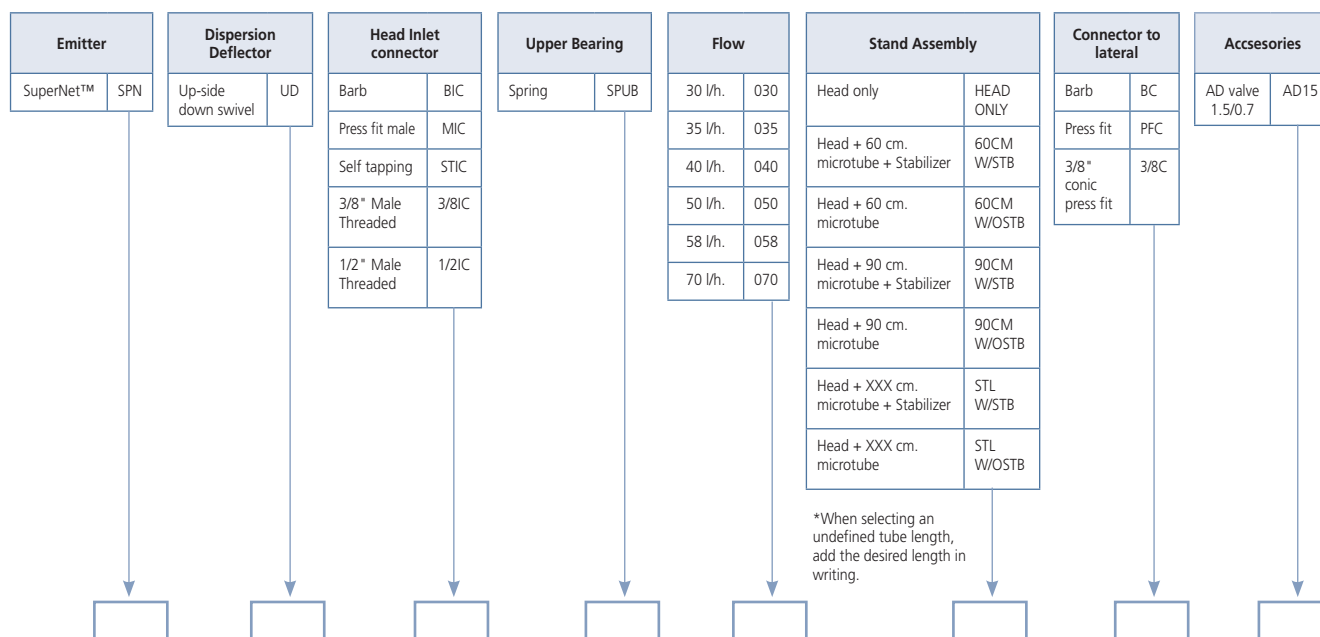 Emitter
SuperNet™ SPN
Dispersion
Deflector
Up-side
down swivel
UD
Head Inlet
connector
Barb BIC
Press fit male MIC
Self tapping STIC
3/8" Male
Threaded
3/8IC
1/2" Male
Threaded
1/2IC
Upper Bearing
Spring SPUB
Flow
30 l/h. 030
35 l/h. 035
40 l/h. 040
50 l/h. 050
58 l/h. 058
70 l/h. 070
Stand Assembly
Head only
HEAD
ONLY
Head + 60 cm.
microtube + Stabilizer
60CM
W/STB
Head + 60 cm.
microtube
60CM
W/OSTB
Head + 90 cm.
microtube + Stabilizer
90CM
W/STB
Head + 90 cm.
microtube
90CM
W/OSTB
Head + XXX cm.
microtube + Stabilizer
STL
W/STB
Head + XXX cm.
microtube
STL
W/OSTB
*When selecting an
undefined tube length,
add the desired length in
writing.
Connector to
lateral
Barb BC
Press fit PFC
3/8"
conic
press fit
3/8C
Accsesories
AD valve
1.5/0.7
AD15